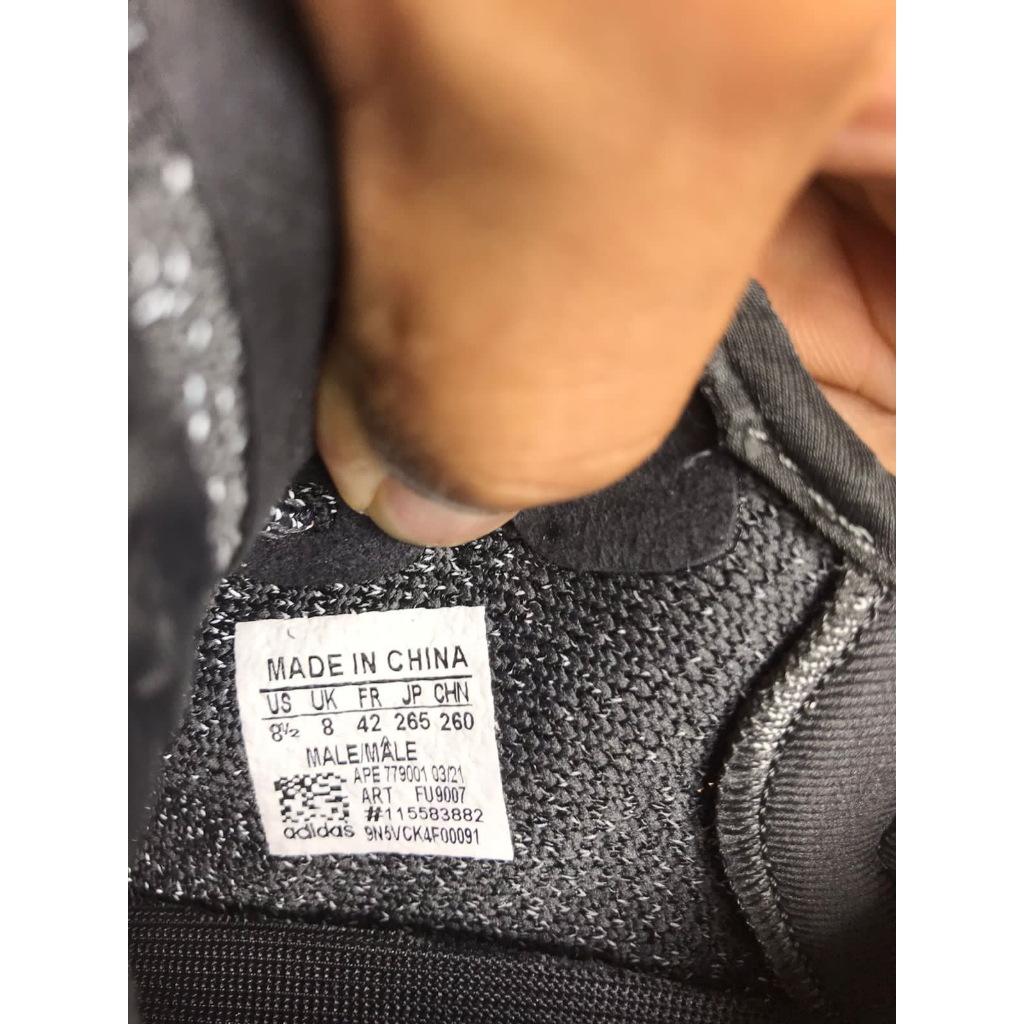 MADE IN CHINA
US UK FR JP CHN
8½ 8 42 265 260
MALE/MÂLE
APE 779001 03/21
ART FU9007
#115583882
adidas 9N5VCK4F00091